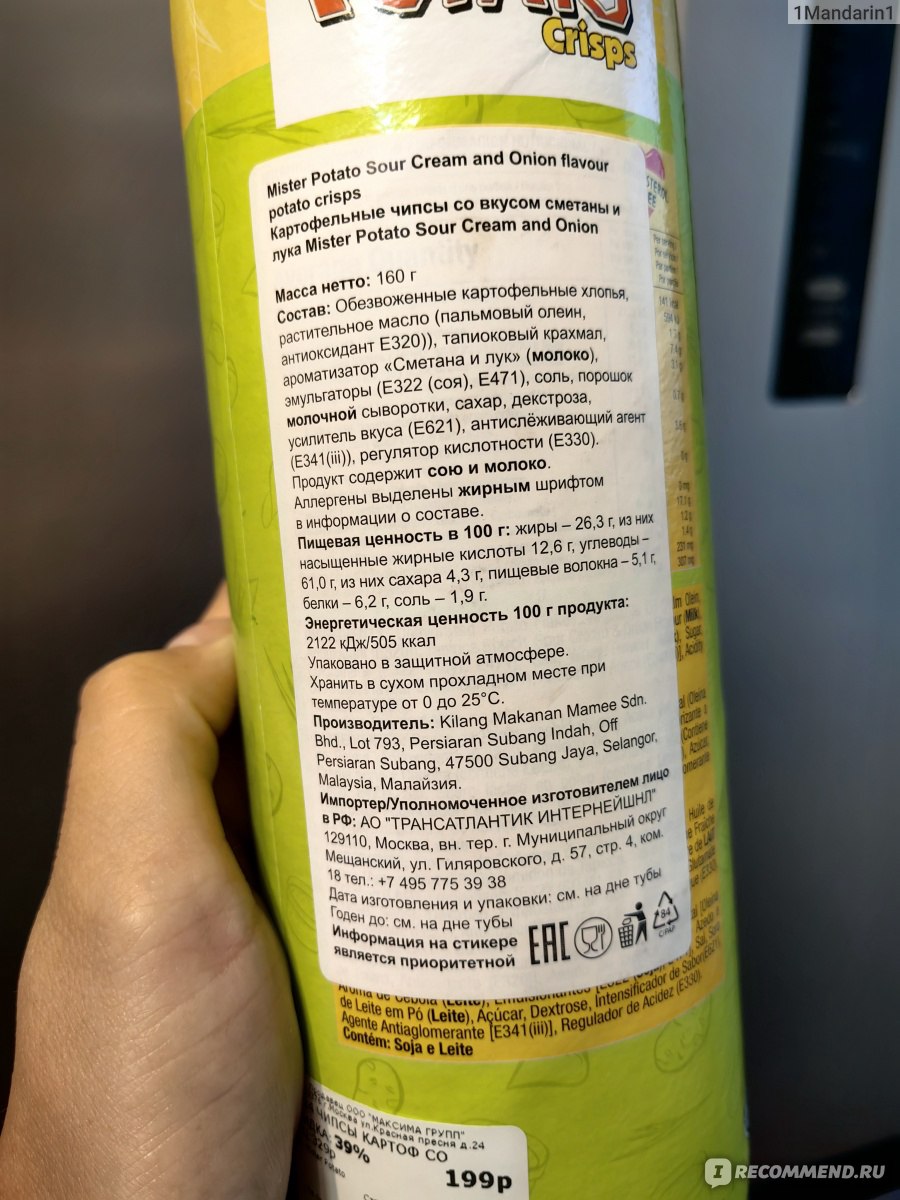 1Mandarin1
Crisps
Mister Potato Sour Cream and Onion flavour
potato crisps
Картофельные чипсы со вкусом сметаны и
лука Mister Potato Sour Cream and Onion
Масса нетто: 160 г
Состав: Обезвоженные картофельные хлопья,
растительное масло (пальмовый олеин,
антиоксидант Е320)), тапиоковый крахмал,
ароматизатор «Сметана и лук» (молоко),
эмульгаторы (Е322 (соя), Е471), соль, порошок
молочной сыворотки, сахар, декстроза,
усилитель вкуса (Е621), антислёживающий агент
(Е341(iii)), регулятор кислотности (Е330).
Продукт содержит сою и молоко.
Аллергены выделены жирным шрифтом
в информации о составе.
Пищевая ценность в 100 г: жиры – 26,3 г, из них
насыщенные жирные кислоты 12,6 г, углеводы –
61,0 г, из них сахара 4,3 г, пищевые волокна – 5,1 г,
белки – 6,2 г, соль – 1,9 г.
Энергетическая ценность 100 г продукта:
2122 кДж/505 ккал
Упаковано в защитной атмосфере.
Хранить в сухом прохладном месте при
температуре от 0 до 25°С.
Производитель: Kilang Makanan Mamee Sdn.
Bhd., Lot 793, Persiaran Subang Indah, Off
Persiaran Subang, 47500 Subang Jaya, Selangor,
Malaysia, Малайзия.
Импортер/Уполномоченное изготовителем лицо
в РФ: АО "ТРАНСАТЛАНТИК ИНТЕРНЕЙШНЛ"
129110, Москва, вн. тер. г. Муниципальный округ
Мещанский, ул. Гиляровского, д. 57, стр. 4, ком.
18 тел.: +7 495 775 39 38
Дата изготовления и упаковки: см. на дне тубы
Годен до: см. на дне тубы
Информация на стикере
является приоритетной
EAC
84
C/PAP
de Leite em Pó (Leite), Açúcar, Dextrose, Intensificador de Sabor(E621),
Agente Antiaglomerante [E341(iii)], Regulador de Acidez (E330).
Contém: Soja e Leite
ООО "МАКСИМА ГРУПП"
Москва ул.Красная пресня д.24
ЧИПСЫ КАРТОФ СО
39%
199р
IRECOMMEND.RU